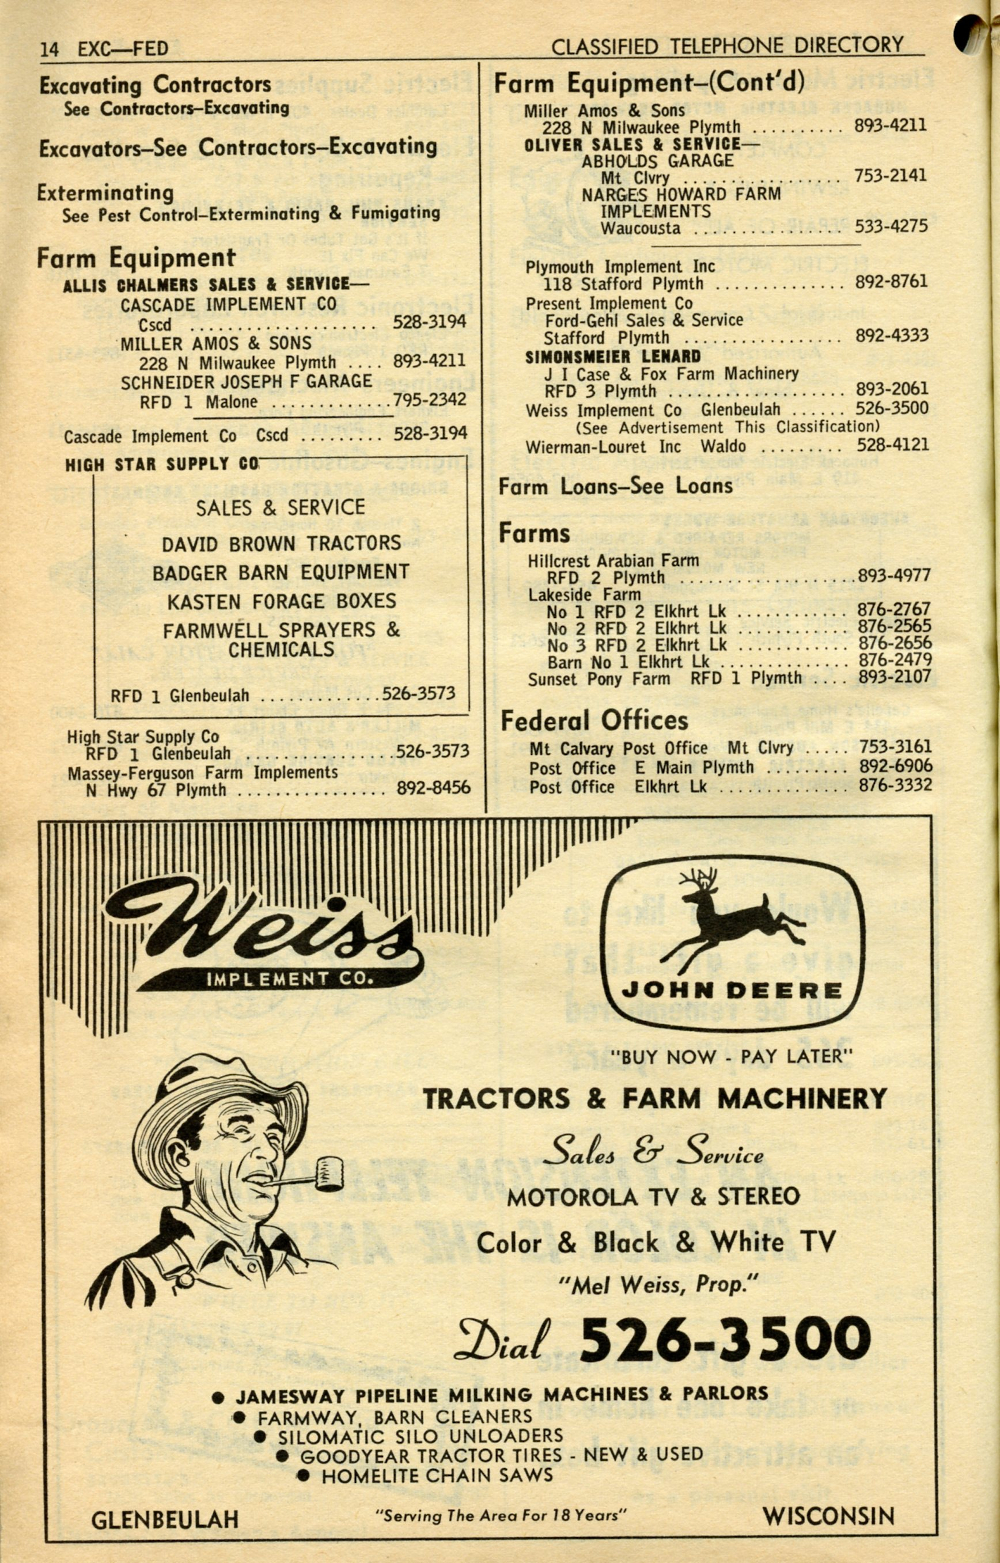 14 EXC—FED
CLASSIFIED TELEPHONE DIRECTORY
Excavating Contractors
See Contractors–Excavating
Excavators–See Contractors–Excavating
Exterminating
See Pest Control–Exterminating & Fumigating
Farm Equipment
ALLIS CHALMERS SALES & SERVICE—
CASCADE IMPLEMENT CO
Cscd .................... 528-3194
MILLER AMOS & SONS
228 N Milwaukee Plymth .... 893-4211
SCHNEIDER JOSEPH F GARAGE
RFD 1 Malone .............795-2342
Cascade Implement Co Cscd ......... 528-3194
HIGH STAR SUPPLY CO
SALES & SERVICE
DAVID BROWN TRACTORS
BADGER BARN EQUIPMENT
KASTEN FORAGE BOXES
FARMWELL SPRAYERS &
CHEMICALS
RFD 1 Glenbeulah .............526-3573
High Star Supply Co
RFD 1 Glenbeulah ................526-3573
Massey-Ferguson Farm Implements
N Hwy 67 Plymth ................ 892-8456
Farm Equipment–(Cont'd)
Miller Amos & Sons
228 N Milwaukee Plymth .......... 893-4211
OLIVER SALES & SERVICE—
ABHOLDS GARAGE
Mt Clvry ................. 753-2141
NARGES HOWARD FARM
IMPLEMENTS
Waucousta ................ 533-4275
Plymouth Implement Inc
118 Stafford Plymth .............. 892-8761
Present Implement Co
Ford-Gehl Sales & Service
Stafford Plymth ................. 892-4333
SIMONSMEIER LENARD
J I Case & Fox Farm Machinery
RFD 3 Plymth ................... 893-2061
Weiss Implement Co Glenbeulah ...... 526-3500
(See Advertisement This Classification)
Wierman-Louret Inc Waldo .......... 528-4121
Farm Loans–See Loans
Farms
Hillcrest Arabian Farm
RFD 2 Plymth ...................893-4977
Lakeside Farm
No 1 RFD 2 Elkhrt Lk ............ 876-2767
No 2 RFD 2 Elkhrt Lk ............ 876-2565
No 3 RFD 2 Elkhrt Lk ............ 876-2656
Barn No 1 Elkhrt Lk .............. 876-2479
Sunset Pony Farm RFD 1 Plymth .... 893-2107
Federal Offices
Mt Calvary Post Office Mt Clvry ..... 753-3161
Post Office E Main Plymth ......... 892-6906
Post Office Elkhrt Lk .............. 876-3332
Weiss
IMPLEMENT CO.
JOHN DEERE
"BUY NOW - PAY LATER"
TRACTORS & FARM MACHINERY
Sales & Service
MOTOROLA TV & STEREO
Color & Black & White TV
"Mel Weiss, Prop."
Dial 526-3500
● JAMESWAY PIPELINE MILKING MACHINES & PARLORS
● FARMWAY, BARN CLEANERS
● SILOMATIC SILO UNLOADERS
● GOODYEAR TRACTOR TIRES - NEW & USED
● HOMELITE CHAIN SAWS
GLENBEULAH "Serving The Area For 18 Years" WISCONSIN